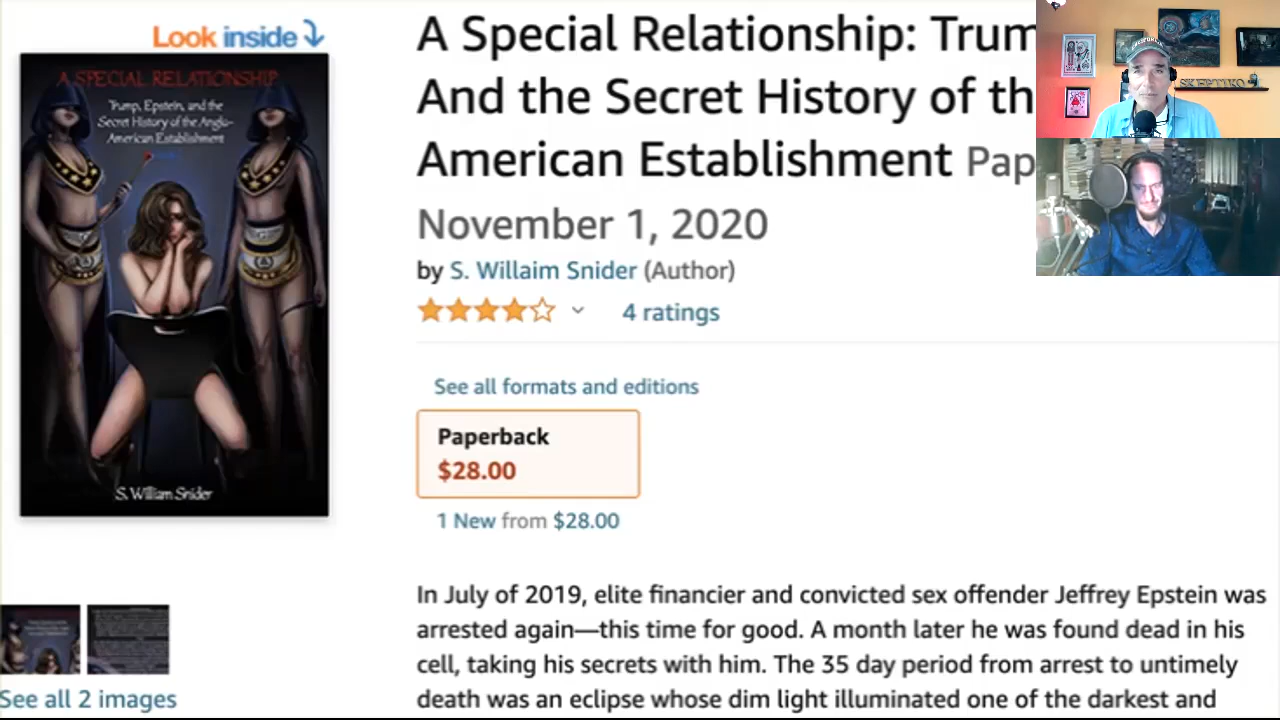 Look inside
A SPECIAL RELATIONSHIP
Trump, Epstein, and the
Secret History of the Anglo-
American Establishment
S. William Snider
See all 2 images
A Special Relationship: Trum
And the Secret History of th
American Establishment Pap
November 1, 2020
by S. Willaim Snider (Author)
4 ratings
See all formats and editions
Paperback
$28.00
1 New from $28.00
In July of 2019, elite financier and convicted sex offender Jeffrey Epstein was
arrested again—this time for good. A month later he was found dead in his
cell, taking his secrets with him. The 35 day period from arrest to untimely
death was an eclipse whose dim light illuminated one of the darkest and
SKEPTIKO